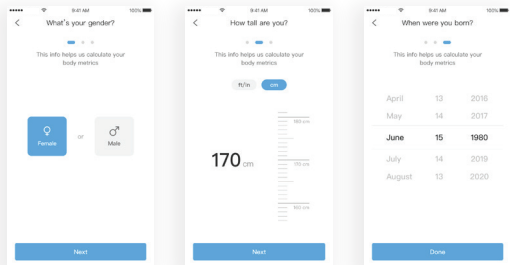 9:41 AM
100%
What's your gender?
This info helps us calculate your
body metrics
Female
or
Male
Next
9:41 AM
100%
How tall are you?
This info helps us calculate your
body metrics
ft/in
cm
180 cm
170 cm
170 cm
160 cm
Next
9:41 AM
100%
When were you born?
This info helps us calculate your
body metrics
April 13 2016
May 14 2017
June 15 1980
July 14 2019
August 13 2020
Done